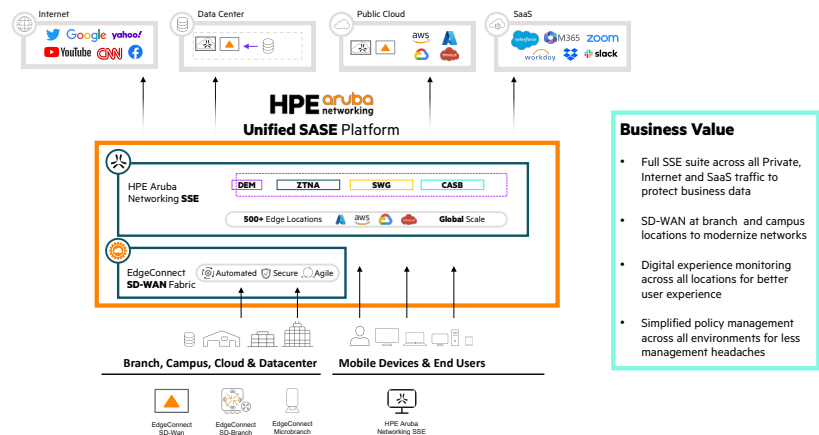 Internet
Data Center
Public Cloud
SaaS
Google yahoo!
YouTube CNN
aws
ORACLE
salesforce M365 zoom
workday slack
HPE aruba
networking
Unified SASE Platform
HPE Aruba
Networking SSE
DEM ZTNA SWG CASB
500+ Edge Locations aws Global Scale
EdgeConnect
SD-WAN Fabric
Automated Secure Agile
Branch, Campus, Cloud & Datacenter
Mobile Devices & End Users
EdgeConnect
SD-Wan
EdgeConnect
SD-Branch
EdgeConnect
Microbranch
HPE Aruba
Networking SSE
Business Value
• Full SSE suite across all Private,
Internet and SaaS traffic to
protect business data
• SD-WAN at branch and campus
locations to modernize networks
• Digital experience monitoring
across all locations for better
user experience
• Simplified policy management
across all environments for less
management headaches